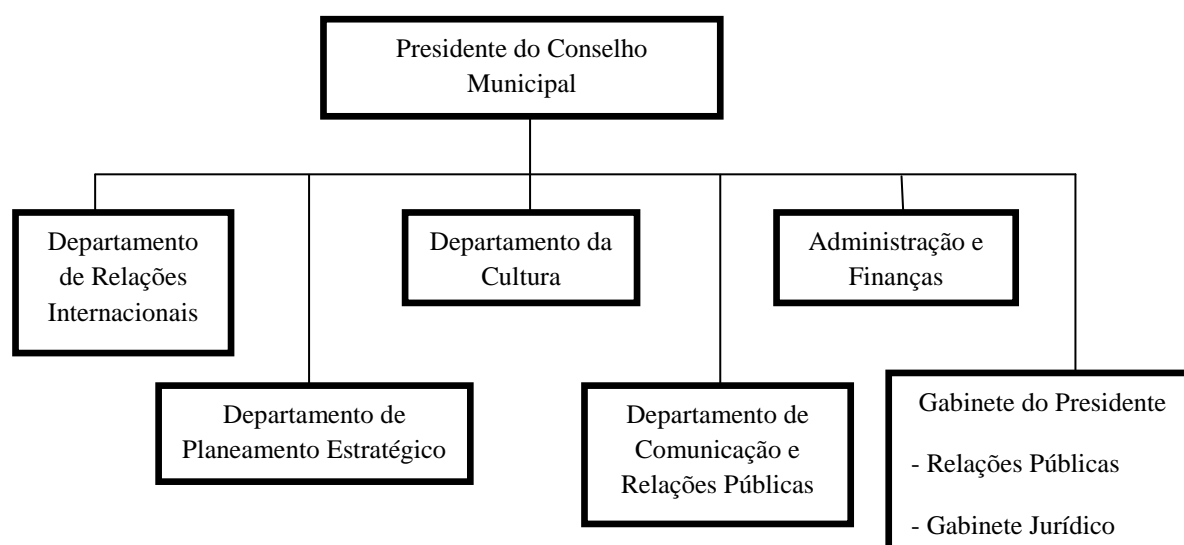 Presidente do Conselho
Municipal
Departamento
de Relações
Internacionais
Departamento da
Cultura
Administração e
Finanças
Departamento de
Planeamento Estratégico
Departamento de
Comunicação e
Relações Públicas
Gabinete do Presidente
- Relações Públicas
- Gabinete Jurídico